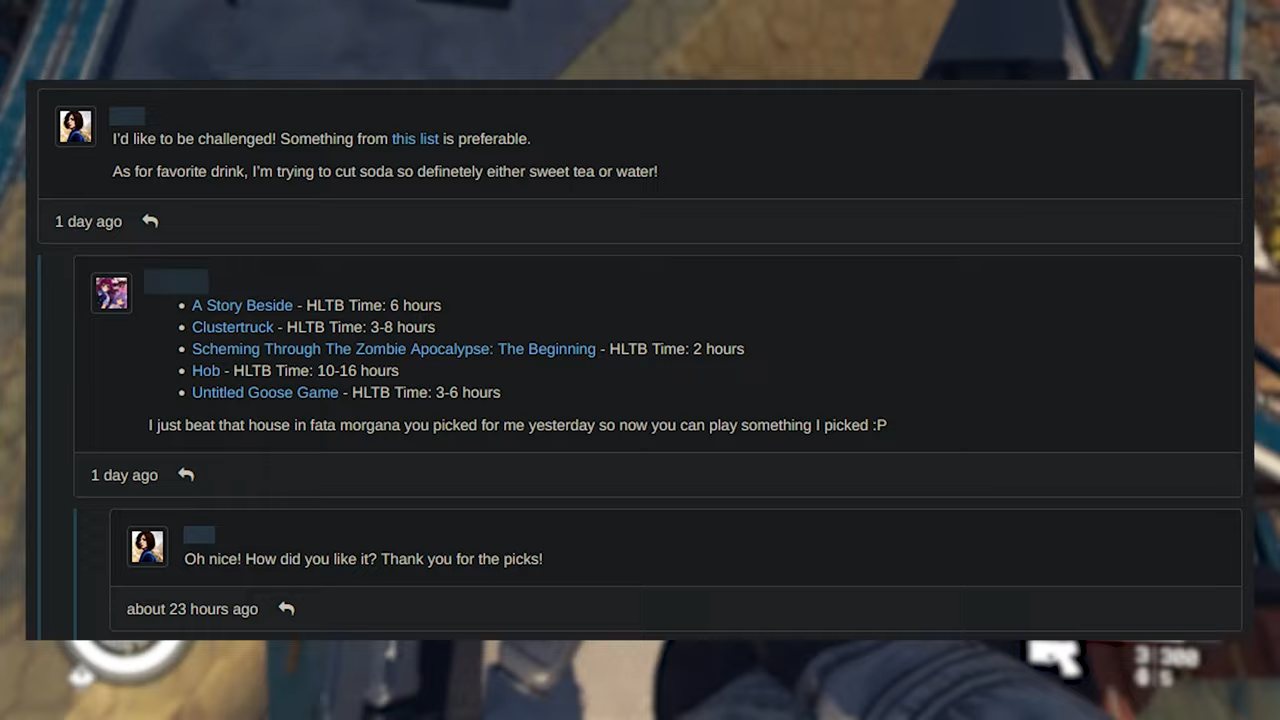 I'd like to be challenged! Something from this list is preferable.
As for favorite drink, I'm trying to cut soda so definetely either sweet tea or water!
1 day ago
• A Story Beside - HLTB Time: 6 hours
• Clustertruck - HLTB Time: 3-8 hours
• Scheming Through The Zombie Apocalypse: The Beginning - HLTB Time: 2 hours
• Hob - HLTB Time: 10-16 hours
• Untitled Goose Game - HLTB Time: 3-6 hours
I just beat that house in fata morgana you picked for me yesterday so now you can play something I picked :P
1 day ago
Oh nice! How did you like it? Thank you for the picks!
about 23 hours ago